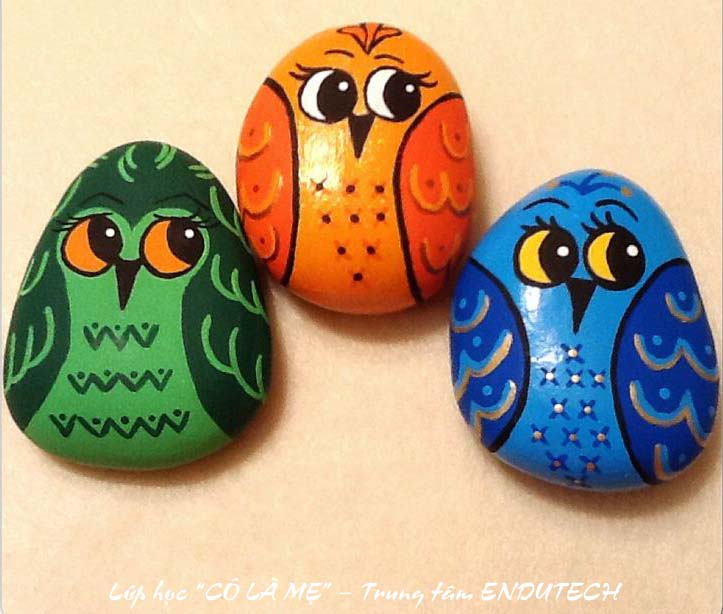 Lớp học "CÔ LÀ MẸ" – Trung tâm ENDUTECH